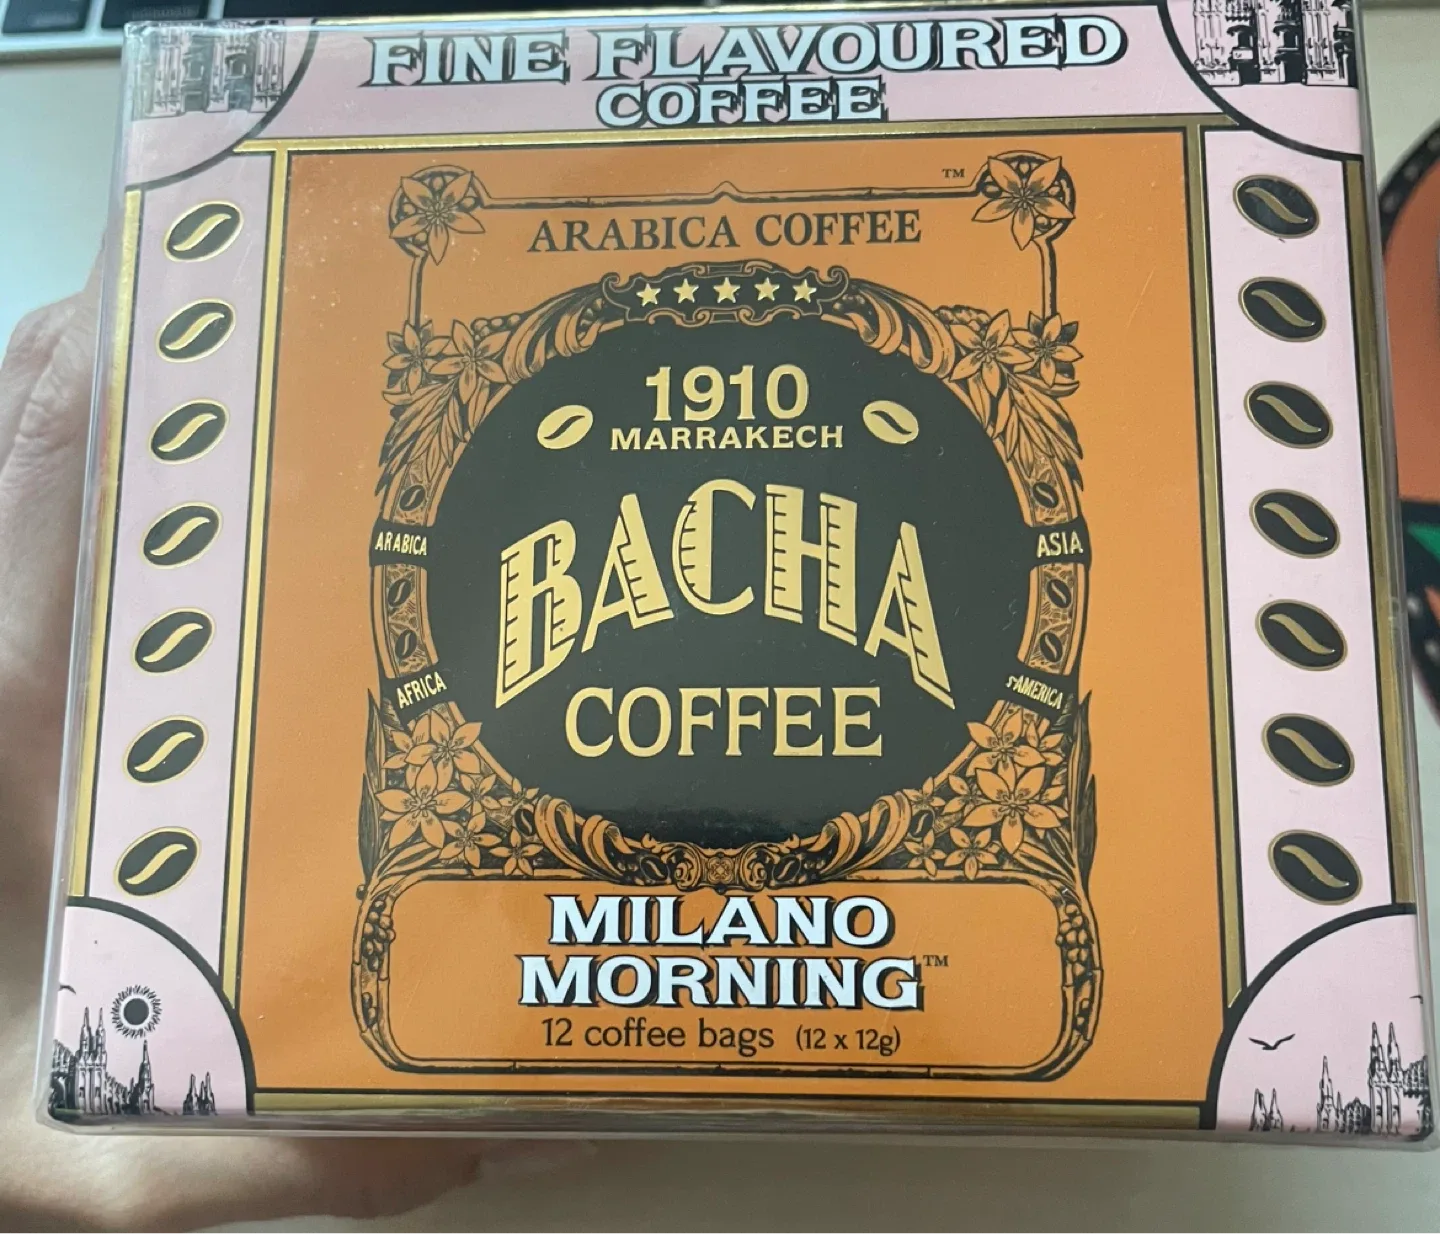 FINE FLAVOURED
COFFEE
ARABICA COFFEE ™
1910
MARRAKECH
BACHA
COFFEE
ARABICA
ASIA
AFRICA
S.AMERICA
MILANO
MORNING™
12 coffee bags (12 x 12g)